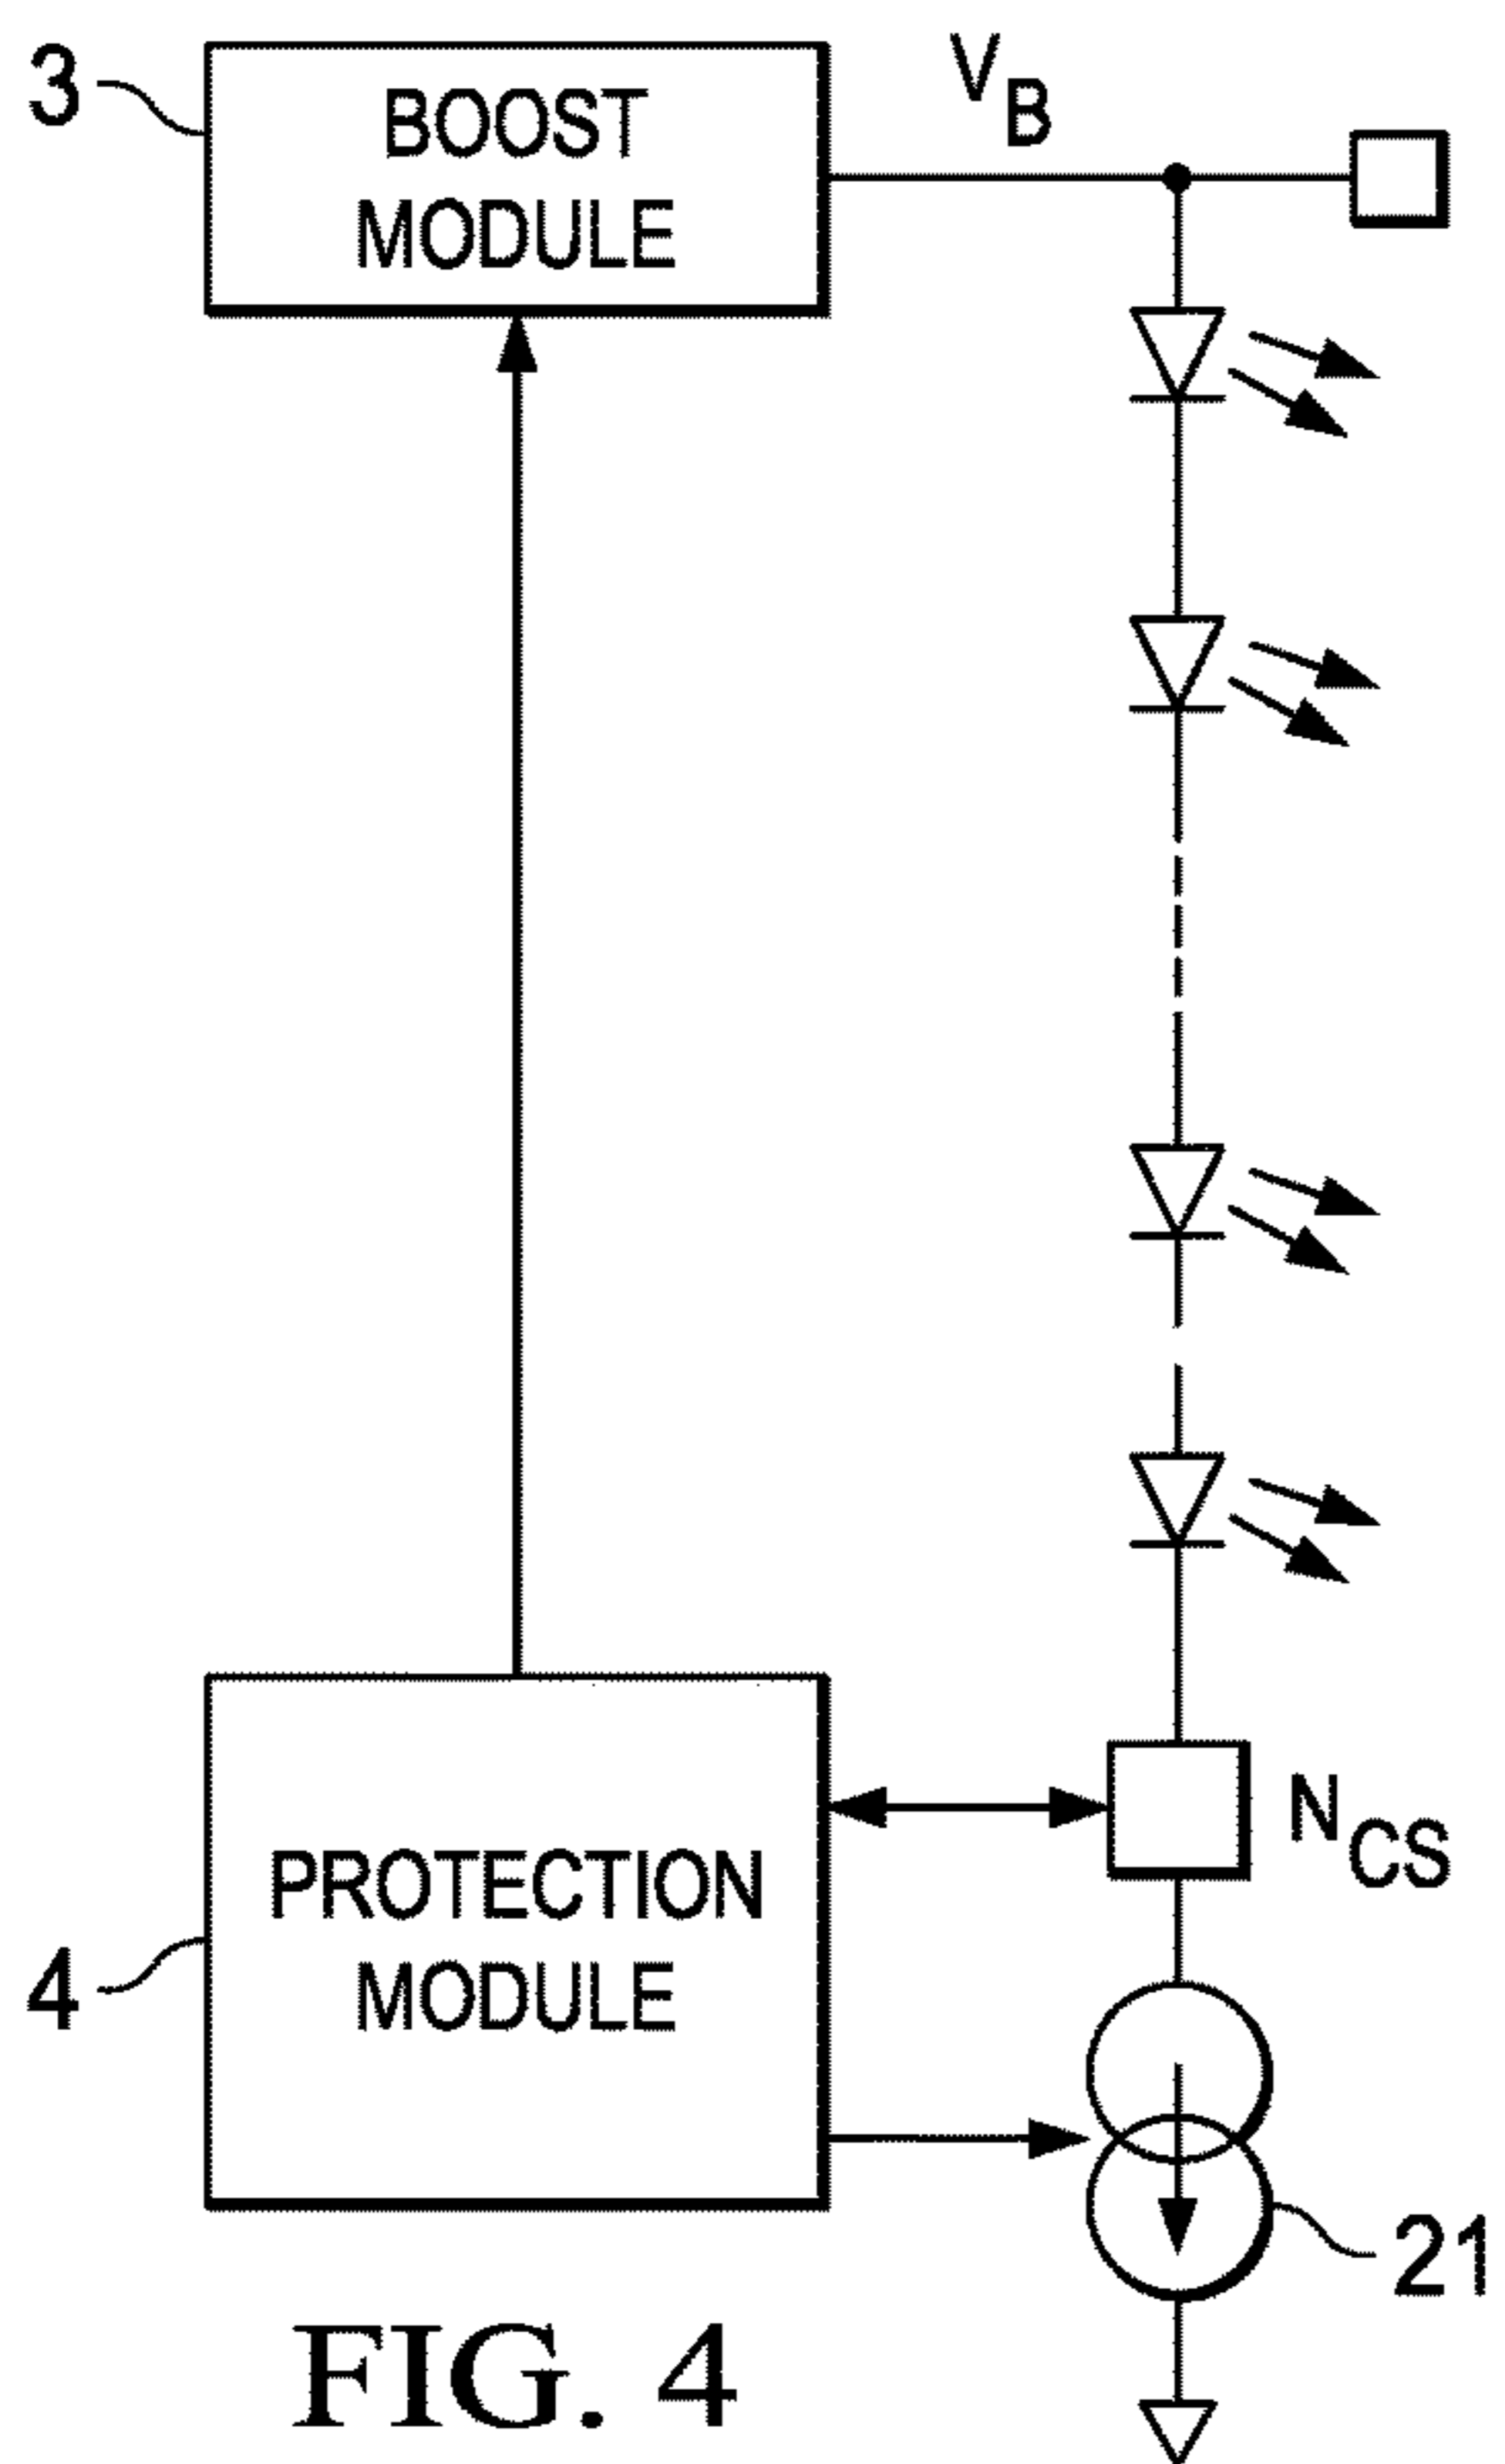 3
BOOST
MODULE
V_B
PROTECTION
MODULE
N_CS
4
21
FIG. 4